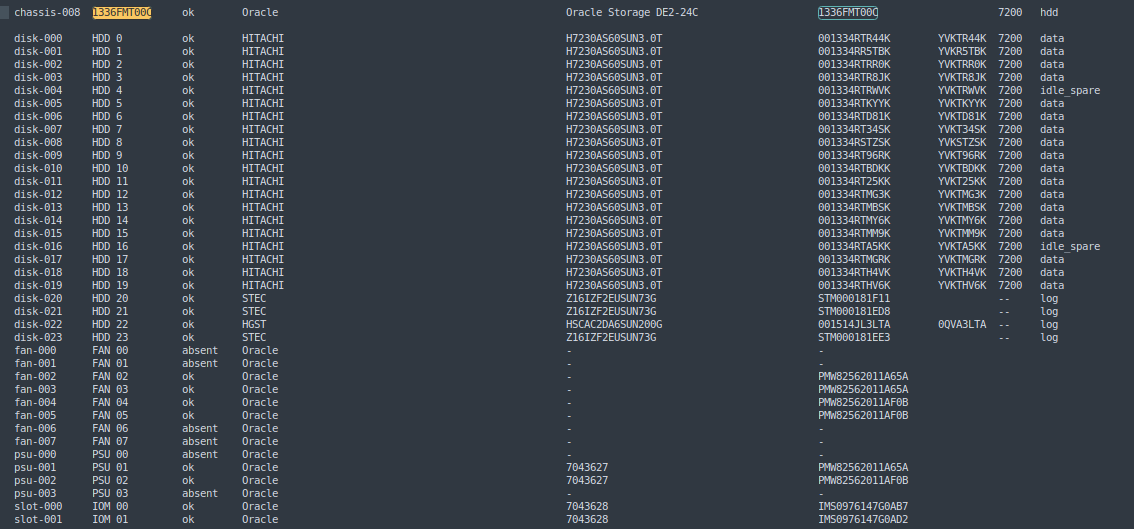 chassis-008 1336FMT00C ok Oracle Oracle Storage DE2-24C 1336FMT00C 7200 hdd
disk-000 HDD 0 ok HITACHI H7230AS60SUN3.0T 001334RTR44K YVKTR44K 7200 data
disk-001 HDD 1 ok HITACHI H7230AS60SUN3.0T 001334RR5TBK YVKR5TBK 7200 data
disk-002 HDD 2 ok HITACHI H7230AS60SUN3.0T 001334RTRR0K YVKTRR0K 7200 data
disk-003 HDD 3 ok HITACHI H7230AS60SUN3.0T 001334RTR8JK YVKTR8JK 7200 data
disk-004 HDD 4 ok HITACHI H7230AS60SUN3.0T 001334RTRWVK YVKTRWVK 7200 idle_spare
disk-005 HDD 5 ok HITACHI H7230AS60SUN3.0T 001334RTKYYK YVKTKYYK 7200 data
disk-006 HDD 6 ok HITACHI H7230AS60SUN3.0T 001334RTD81K YVKTD81K 7200 data
disk-007 HDD 7 ok HITACHI H7230AS60SUN3.0T 001334RT34SK YVKT34SK 7200 data
disk-008 HDD 8 ok HITACHI H7230AS60SUN3.0T 001334RSTZSK YVKSTZSK 7200 data
disk-009 HDD 9 ok HITACHI H7230AS60SUN3.0T 001334RT96RK YVKT96RK 7200 data
disk-010 HDD 10 ok HITACHI H7230AS60SUN3.0T 001334RTBDKK YVKTBDKK 7200 data
disk-011 HDD 11 ok HITACHI H7230AS60SUN3.0T 001334RT25KK YVKT25KK 7200 data
disk-012 HDD 12 ok HITACHI H7230AS60SUN3.0T 001334RTMG3K YVKTMG3K 7200 data
disk-013 HDD 13 ok HITACHI H7230AS60SUN3.0T 001334RTMBSK YVKTMBSK 7200 data
disk-014 HDD 14 ok HITACHI H7230AS60SUN3.0T 001334RTMY6K YVKTMY6K 7200 data
disk-015 HDD 15 ok HITACHI H7230AS60SUN3.0T 001334RTMM9K YVKTMM9K 7200 data
disk-016 HDD 16 ok HITACHI H7230AS60SUN3.0T 001334RTA5KK YVKTA5KK 7200 idle_spare
disk-017 HDD 17 ok HITACHI H7230AS60SUN3.0T 001334RTMGRK YVKTMGRK 7200 data
disk-018 HDD 18 ok HITACHI H7230AS60SUN3.0T 001334RTH4VK YVKTH4VK 7200 data
disk-019 HDD 19 ok HITACHI H7230AS60SUN3.0T 001334RTHV6K YVKTHV6K 7200 data
disk-020 HDD 20 ok STEC Z16IZF2EUSUN73G STM000181F11 -- log
disk-021 HDD 21 ok STEC Z16IZF2EUSUN73G STM000181ED8 -- log
disk-022 HDD 22 ok HGST HSCAC2DA6SUN200G 001514JL3LTA 0QVA3LTA -- log
disk-023 HDD 23 ok STEC Z16IZF2EUSUN73G STM000181EE3 -- log
fan-000 FAN 00 absent Oracle - -
fan-001 FAN 01 absent Oracle - -
fan-002 FAN 02 ok Oracle - PMW82562011A65A
fan-003 FAN 03 ok Oracle - PMW82562011A65A
fan-004 FAN 04 ok Oracle - PMW82562011AF0B
fan-005 FAN 05 ok Oracle - PMW82562011AF0B
fan-006 FAN 06 absent Oracle - -
fan-007 FAN 07 absent Oracle - -
psu-000 PSU 00 absent Oracle - -
psu-001 PSU 01 ok Oracle 7043627 PMW82562011A65A
psu-002 PSU 02 ok Oracle 7043627 PMW82562011AF0B
psu-003 PSU 03 absent Oracle - -
slot-000 IOM 00 ok Oracle 7043628 IMS0976147G0AB7
slot-001 IOM 01 ok Oracle 7043628 IMS0976147G0AD2